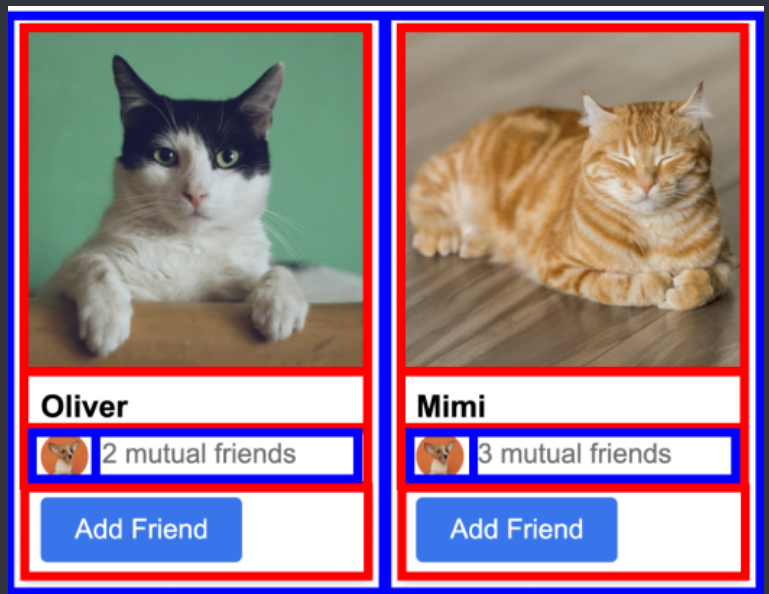 Oliver
2 mutual friends
Add Friend
Mimi
3 mutual friends
Add Friend